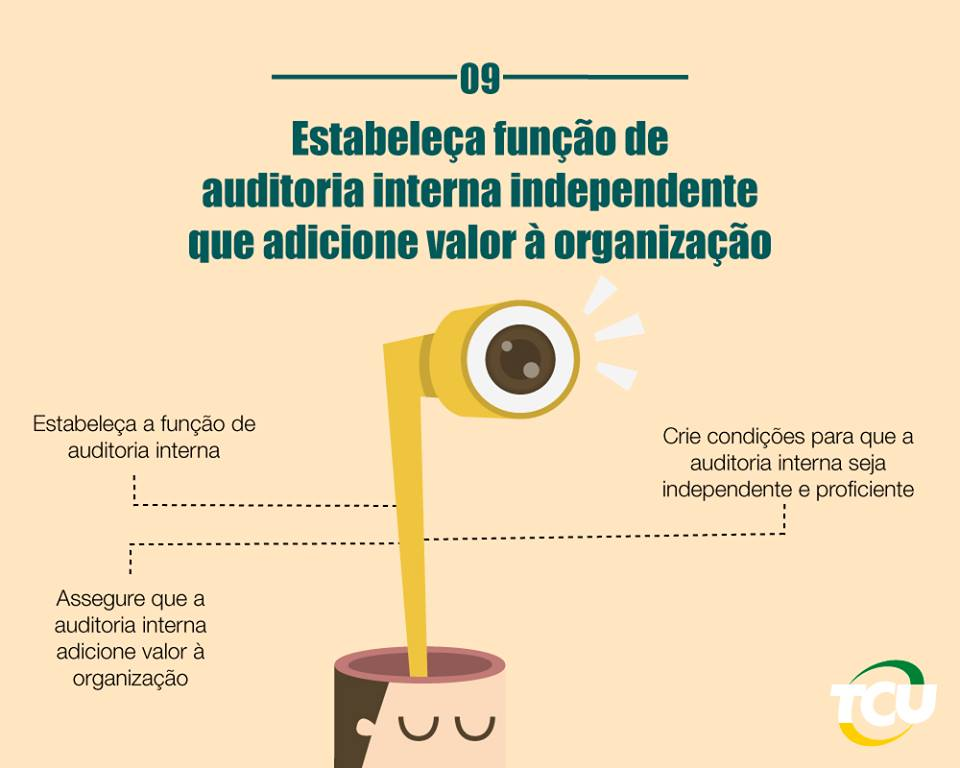 09
Estabeleça função de
auditoria interna independente
que adicione valor à organização
Estabeleça a função de
auditoria interna
Crie condições para que a
auditoria interna seja
independente e proficiente
Assegure que a
auditoria interna
adicione valor à
organização
TCU